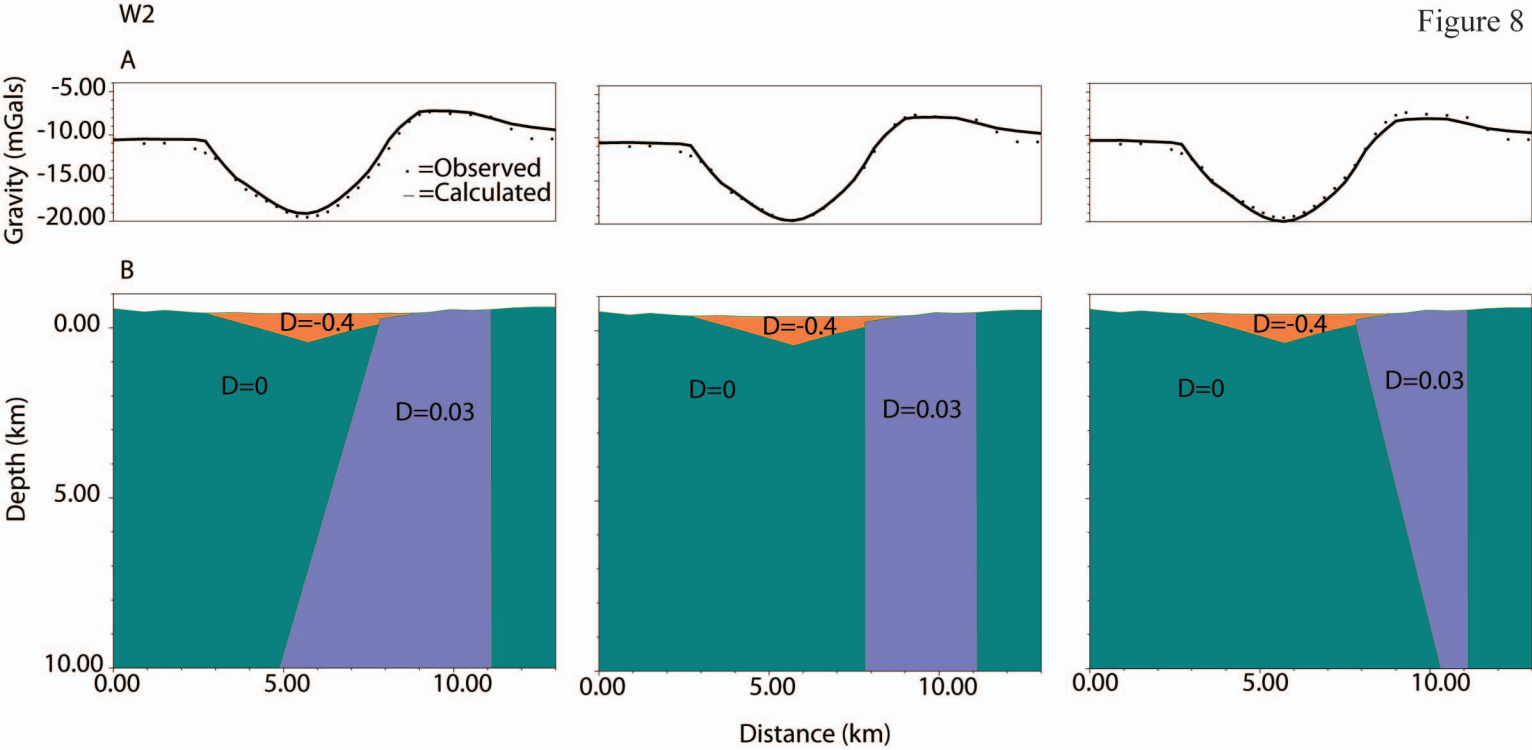 W2
Figure 8
A
Gravity (mGals)
-5.00
-10.00
-15.00
-20.00
.=Observed
–=Calculated
B
Depth (km)
0.00
5.00
10.00
D=-0.4
D=0
D=0.03
D=-0.4
D=0
D=0.03
D=-0.4
D=0
D=0.03
0.00 5.00 10.00
0.00 5.00 10.00
0.00 5.00 10.00
Distance (km)